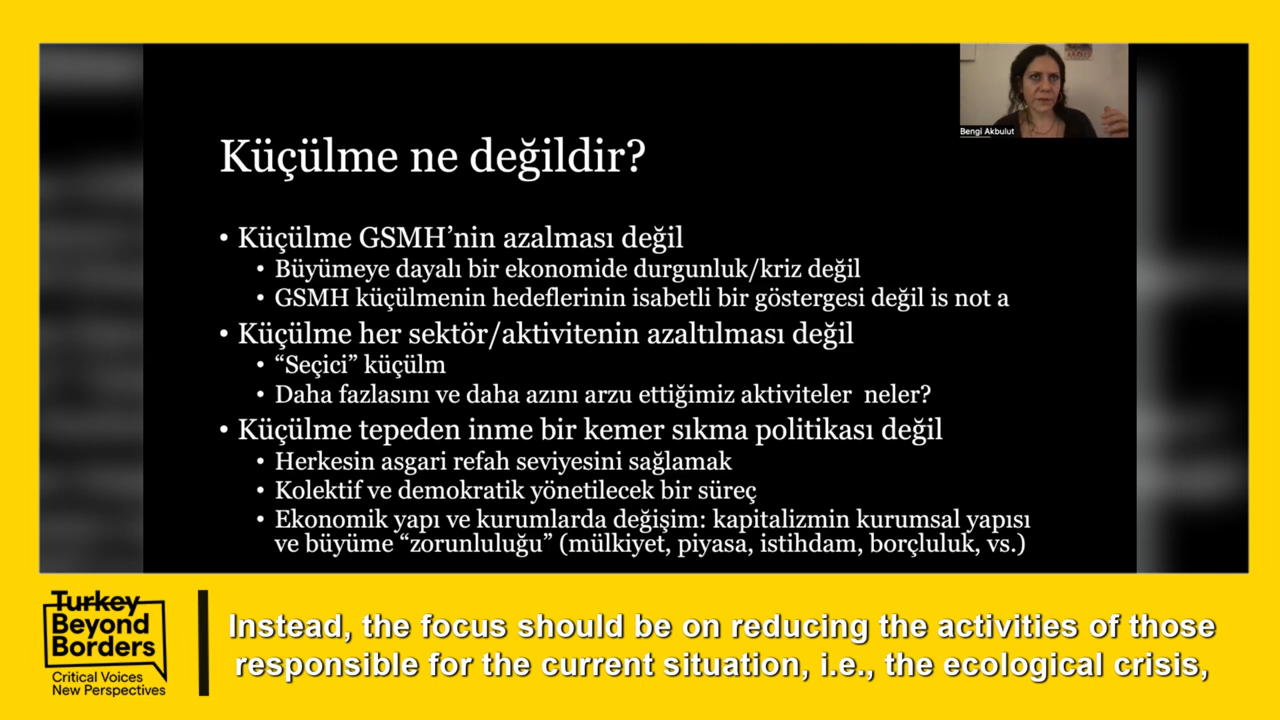 Bengi Akbulut
Küçülme ne değildir?
• Küçülme GSMH’nin azalması değil
• Büyümeye dayalı bir ekonomide durgunluk/kriz değil
• GSMH küçülmenin hedeflerinin isabetli bir göstergesi değil is not a
• Küçülme her sektör/aktivitenin azaltılması değil
• “Seçici” küçülm
• Daha fazlasını ve daha azını arzu ettiğimiz aktiviteler neler?
• Küçülme tepeden inme bir kemer sıkma politikası değil
• Herkesin asgari refah seviyesini sağlamak
• Kolektif ve demokratik yönetilecek bir süreç
• Ekonomik yapı ve kurumlarda değişim: kapitalizmin kurumsal yapısı
ve büyüme “zorunluluğu” (mülkiyet, piyasa, istihdam, borçluluk, vs.)
Turkey
Beyond
Borders
Critical Voices
New Perspectives
Instead, the focus should be on reducing the activities of those
responsible for the current situation, i.e., the ecological crisis,